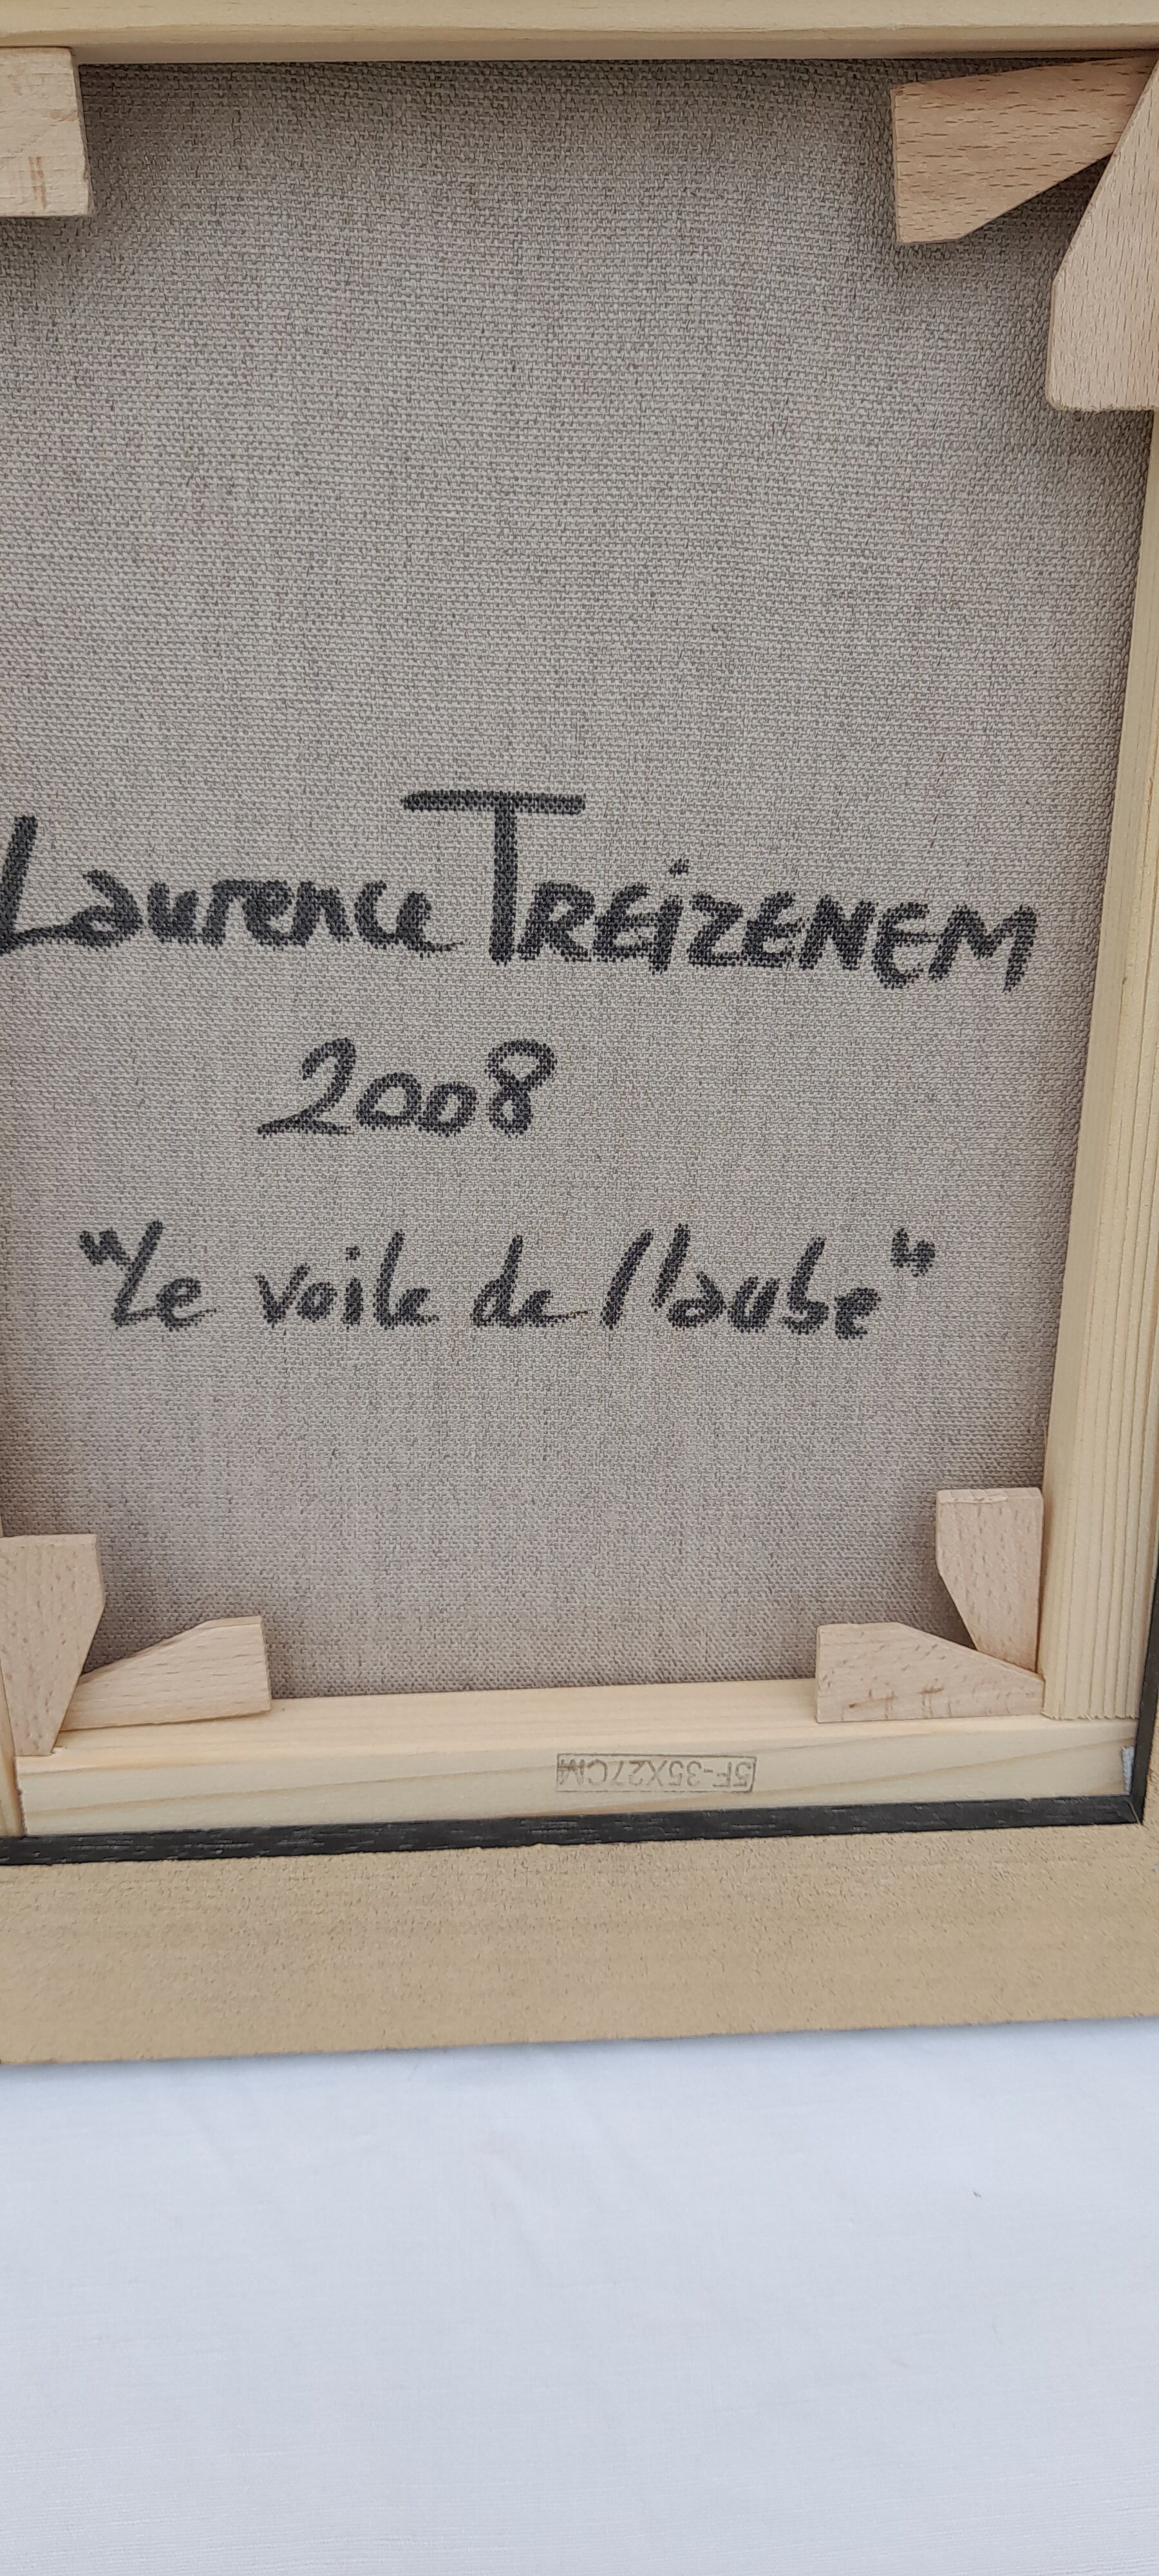 Laurence TREiZENEM
2008
"Le voile de l'aube"
5F-35X27CM